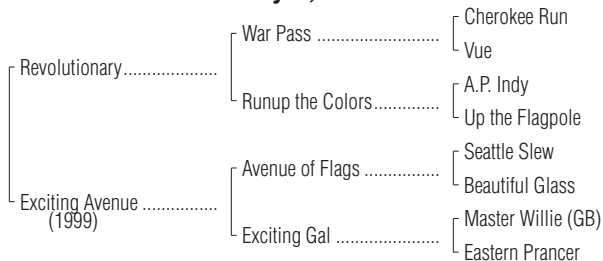 Cherokee Run
War Pass ..........................
Vue
Revolutionary....................
A.P. Indy
Runup the Colors..............
Up the Flagpole
Seattle Slew
Avenue of Flags ................
Beautiful Glass
Exciting Avenue ................
(1999)
Master Willie (GB)
Exciting Gal ......................
Eastern Prancer